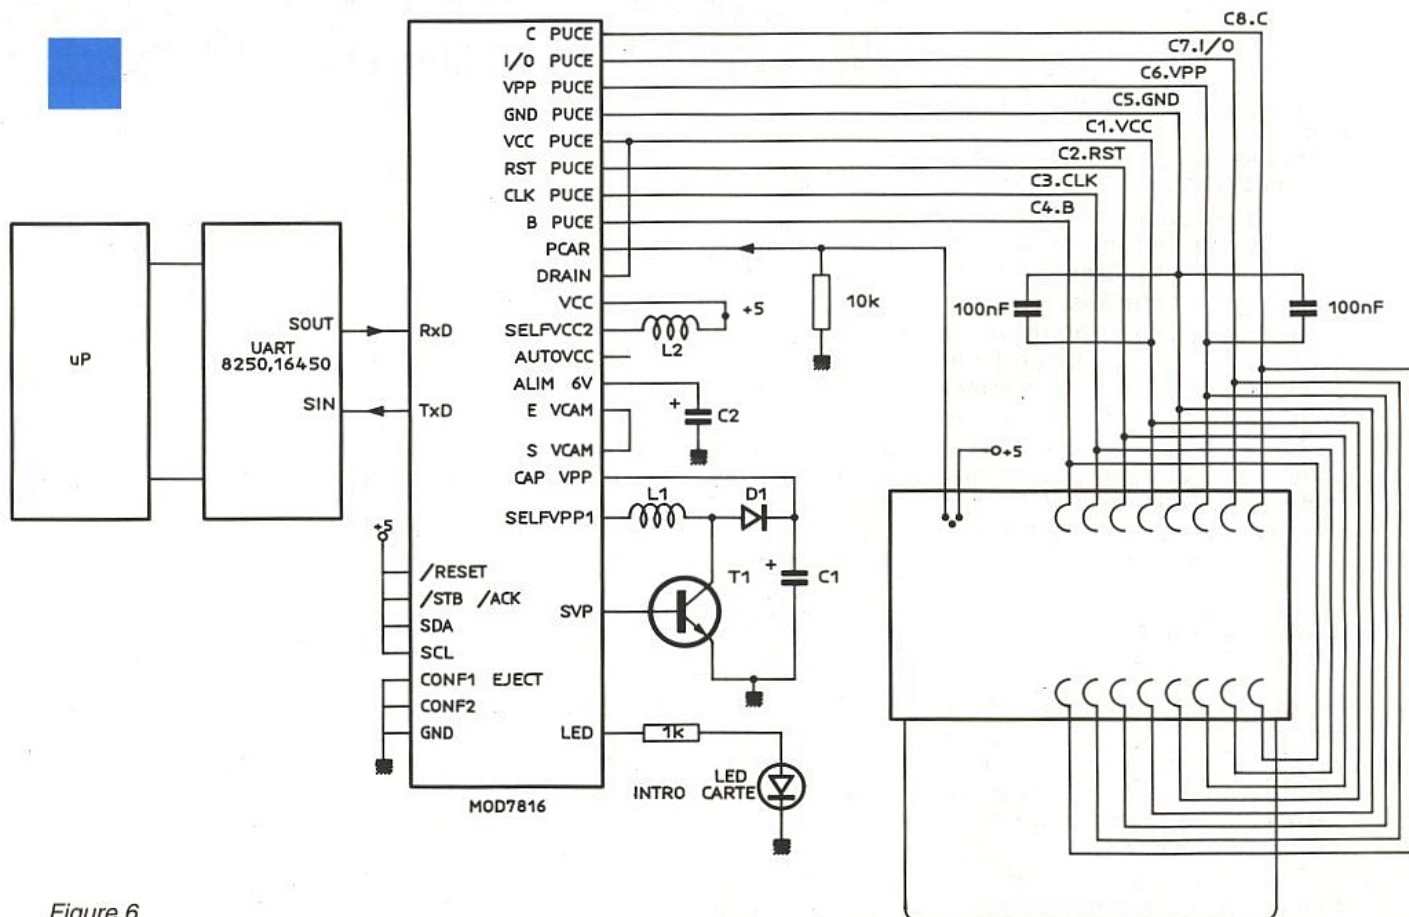 C8.C
C PUCE
C7.I/O
I/O PUCE
C6.VPP
VPP PUCE
C5.GND
GND PUCE
C1.VCC
VCC PUCE
C2.RST
RST PUCE
C3.CLK
CLK PUCE
C4.B
B PUCE
PCAR
DRAIN
VCC
+5
10k
100nF
100nF
SELFVCC2
L2
AUTOVCC
ALIM 6V
+
C2
E VCAM
S VCAM
CAP VPP
+5
SOUT
RxD
UART
8250,16450
uP
SIN
TxD
SELFVPP1
L1
D1
+5
/RESET
/STB /ACK
SDA
SCL
SVP
T1
+
C1
CONF1 EJECT
CONF2
GND
LED
1k
LED
INTRO CARTE
MOD7816
Figure 6